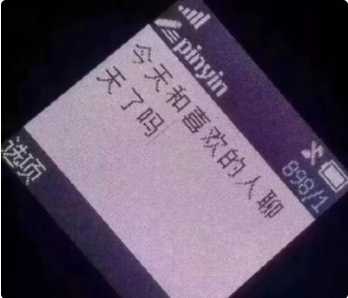 pinyin
898/1
今天和喜欢的人聊
天了吗
选项